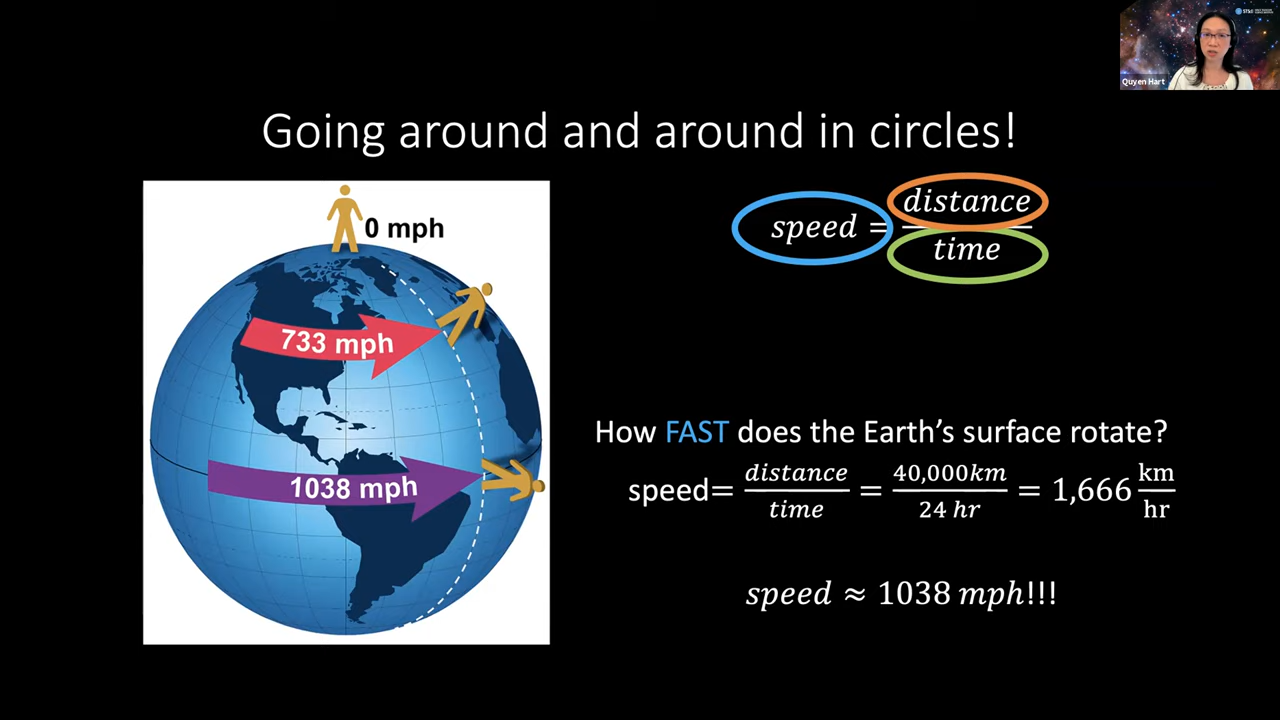 Quyen Hart
Going around and around in circles!
0 mph
733 mph
1038 mph
speed = distance / time
How FAST does the Earth's surface rotate?
speed= distance / time = 40,000km / 24 hr = 1,666 km / hr
speed ≈ 1038 mph!!!